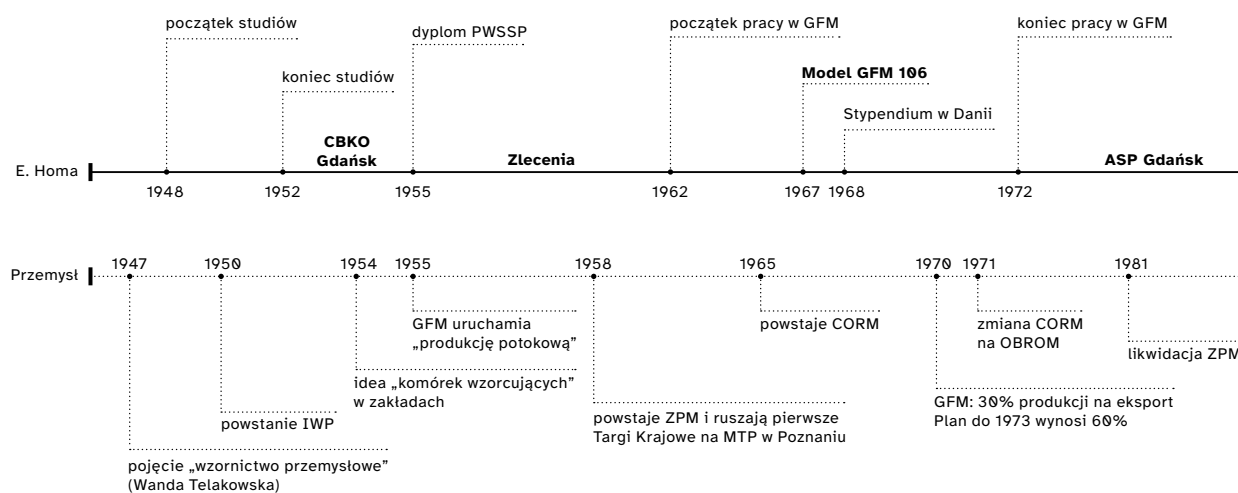 początek studiów
koniec studiów
dyplom PWSSP
początek pracy w GFM
Model GFM 106
Stypendium w Danii
koniec pracy w GFM
CBKO
Gdańsk
Zlecenia
ASP Gdańsk
E. Homa
1948
1952
1955
1962
1967
1968
1972
Przemysł
1947
1950
1954
1955
1958
1965
1970
1971
1981
GFM uruchamia
„produkcję potokową”
powstaje CORM
zmiana CORM
na OBROM
likwidacja ZPM
idea „komórek wzorcujących”
w zakładach
powstanie IWP
powstaje ZPM i ruszają pierwsze
Targi Krajowe na MTP w Poznaniu
GFM: 30% produkcji na eksport
Plan do 1973 wynosi 60%
pojęcie „wzornictwo przemysłowe”
(Wanda Telakowska)